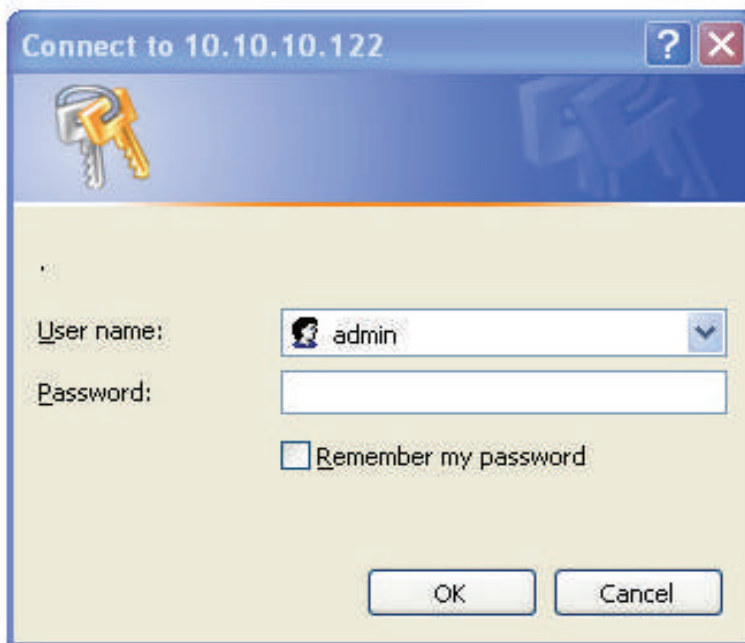 Connect to 10.10.10.122
.
User name: admin
Password:
Remember my password
OK Cancel